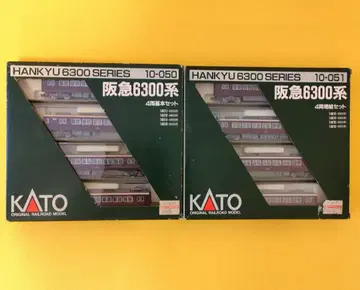 HANKYU 6300 SERIES 10-050
阪急6300系
4両基本セット
KATO
ORIGINAL RAILROAD MODEL
HANKYU 6300 SERIES 10-051
阪急6300系
4両増結セット
KATO
ORIGINAL RAILROAD MODEL